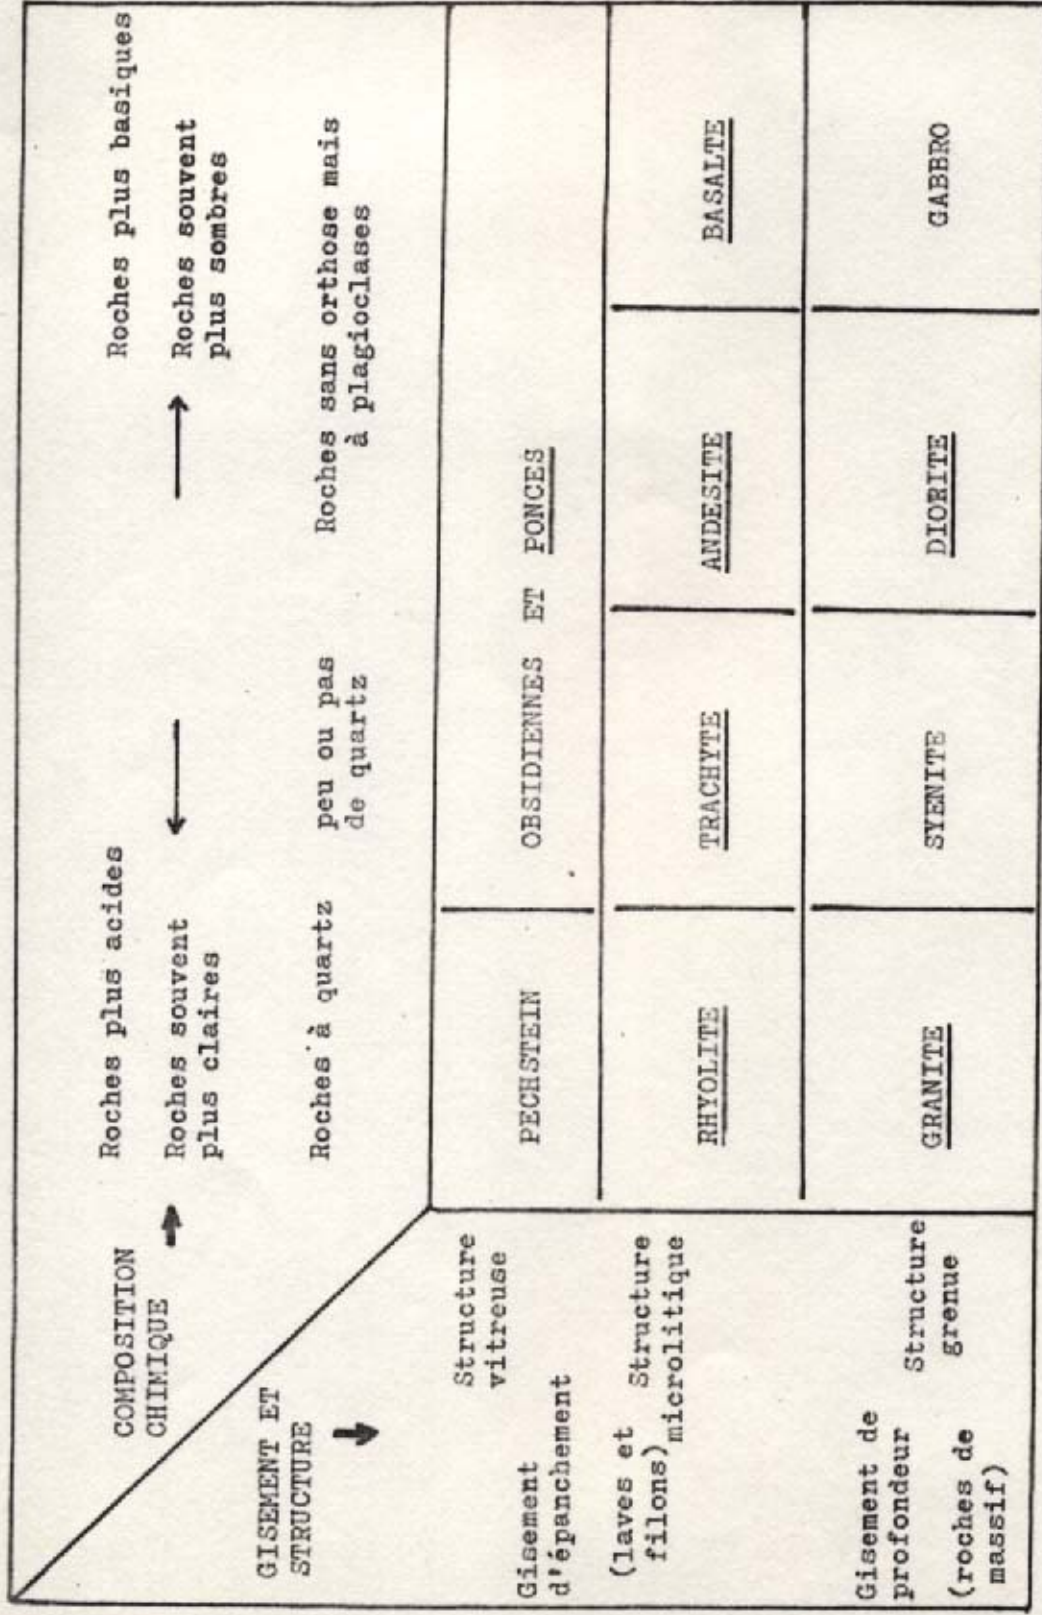 COMPOSITION
CHIMIQUE
Roches plus acides
Roches plus basiques
Roches souvent
plus claires
Roches souvent
plus sombres
Roches à quartz
peu ou pas
de quartz
Roches sans orthose mais
à plagioclases
GISEMENT ET
STRUCTURE
Gisement
d'épanchement
(laves et
filons)
Structure
vitreuse
PECHSTEIN
OBSIDIENNES ET PONCES
Structure
microlitique
RHYOLITE
TRACHYTE
ANDESITE
BASALTE
Gisement de
profondeur
(roches de
massif)
Structure
grenue
GRANITE
SYENITE
DIORITE
GABBRO